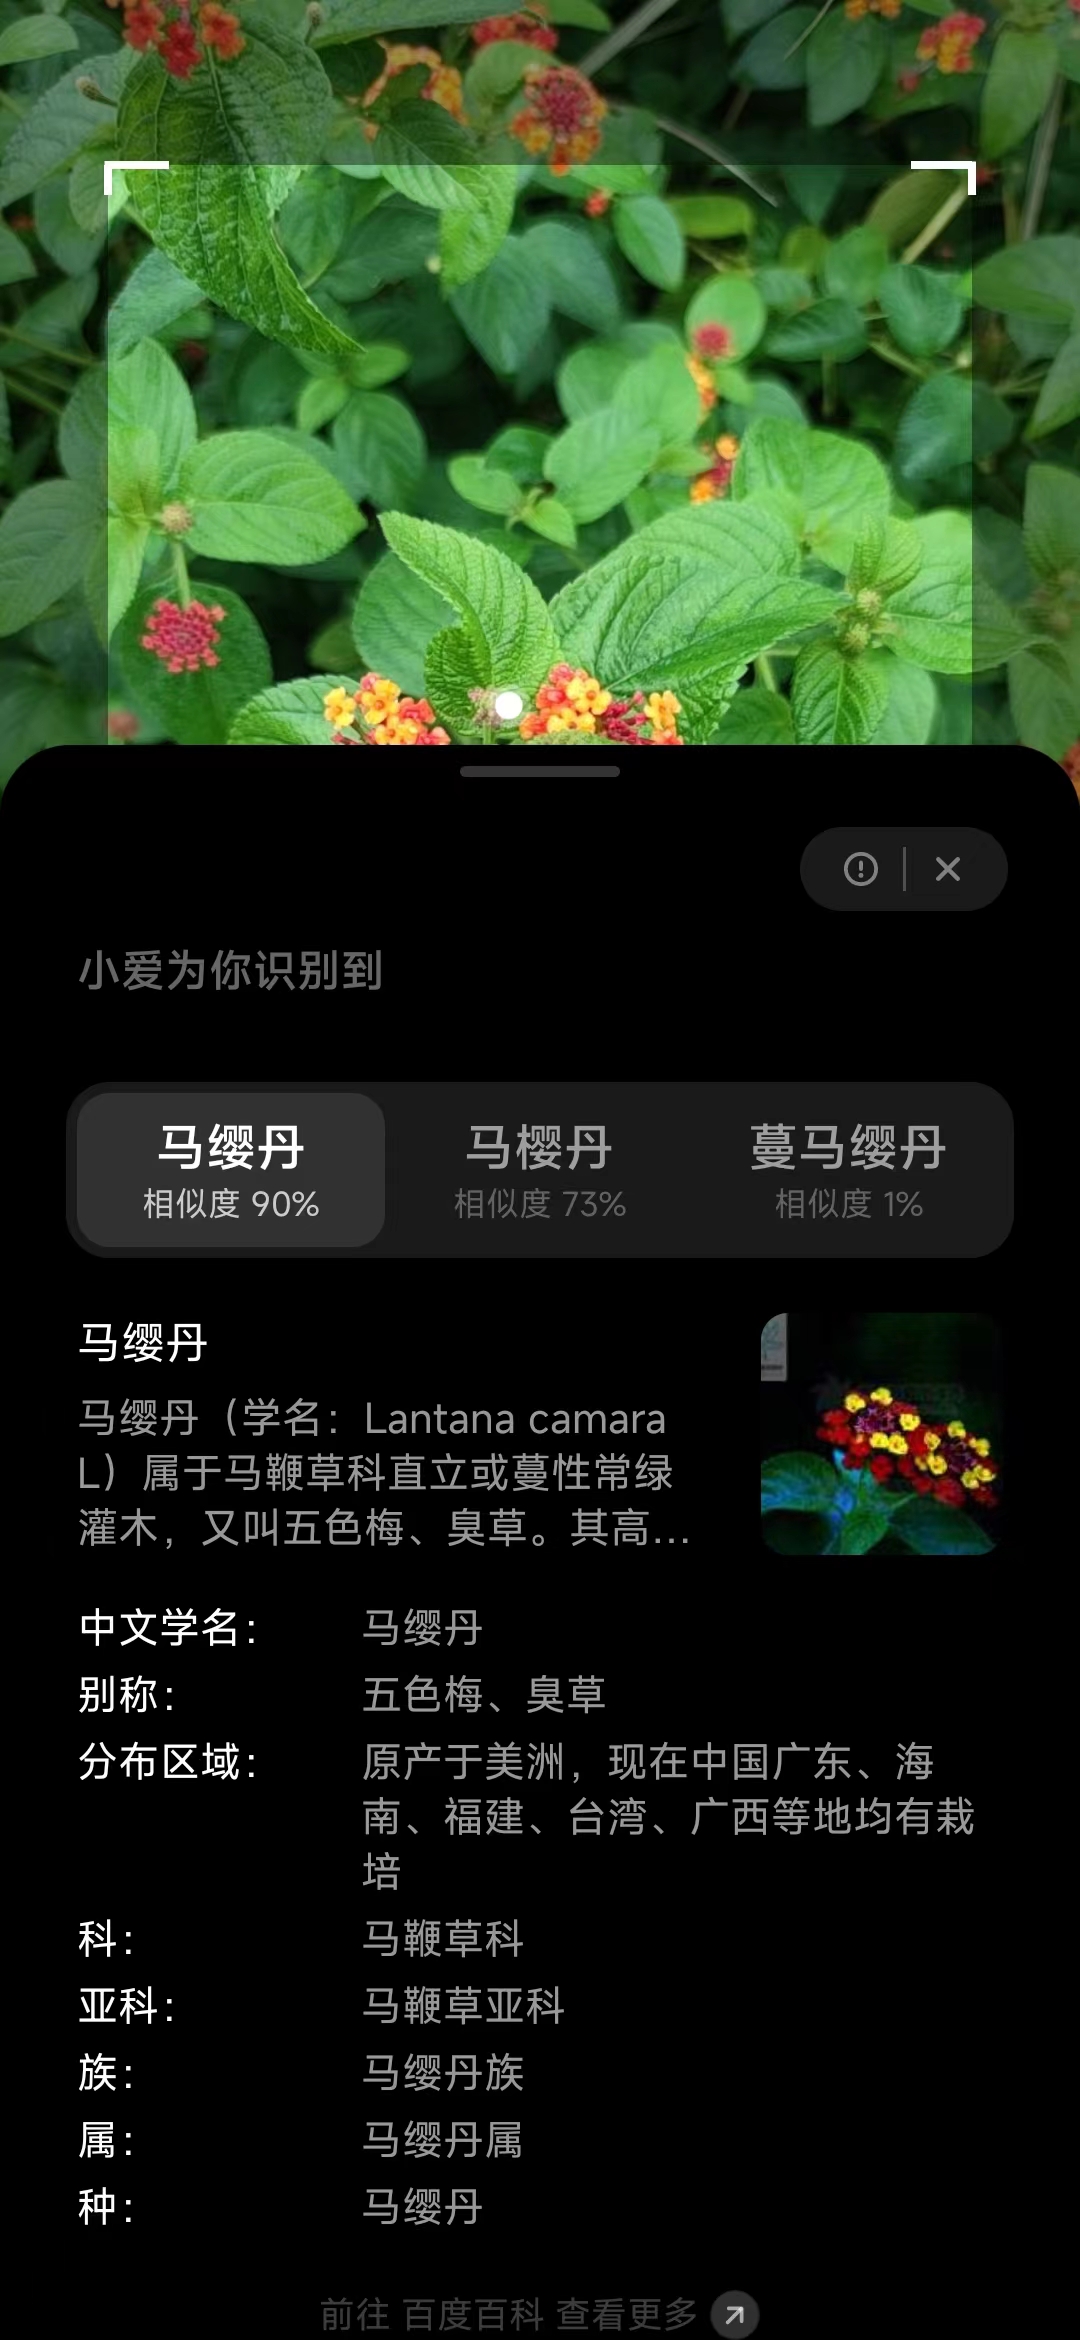 小爱为你识别到
马缨丹
相似度 90%
马樱丹
相似度 73%
蔓马缨丹
相似度 1%
马缨丹
马缨丹（学名：Lantana camara
L）属于马鞭草科直立或蔓性常绿
灌木，又叫五色梅、臭草。其高...
中文学名： 马缨丹
别称： 五色梅、臭草
分布区域： 原产于美洲，现在中国广东、海
南、福建、台湾、广西等地均有栽
培
科： 马鞭草科
亚科： 马鞭草亚科
族： 马缨丹族
属： 马缨丹属
种： 马缨丹
前往 百度百科 查看更多